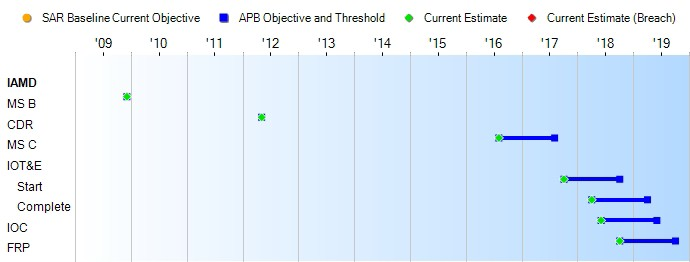 SAR Baseline Current Objective APB Objective and Threshold Current Estimate Current Estimate (Breach)
'09 '10 '11 '12 '13 '14 '15 '16 '17 '18 '19
IAMD
MS B
CDR
MS C
IOT&E
Start
Complete
IOC
FRP